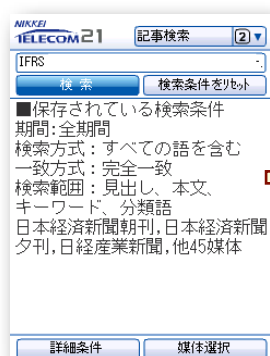 NIKKEI
TELECOM21 記事検索 2▼
IFRS
検索 検索条件をリセット
■保存されている検索条件
期間:全期間
検索方式：すべての語を含む
一致方式：完全一致
検索範囲：見出し、本文、
キーワード、分類語
日本経済新聞朝刊,日本経済新聞
夕刊,日経産業新聞,他45媒体
詳細条件 媒体選択